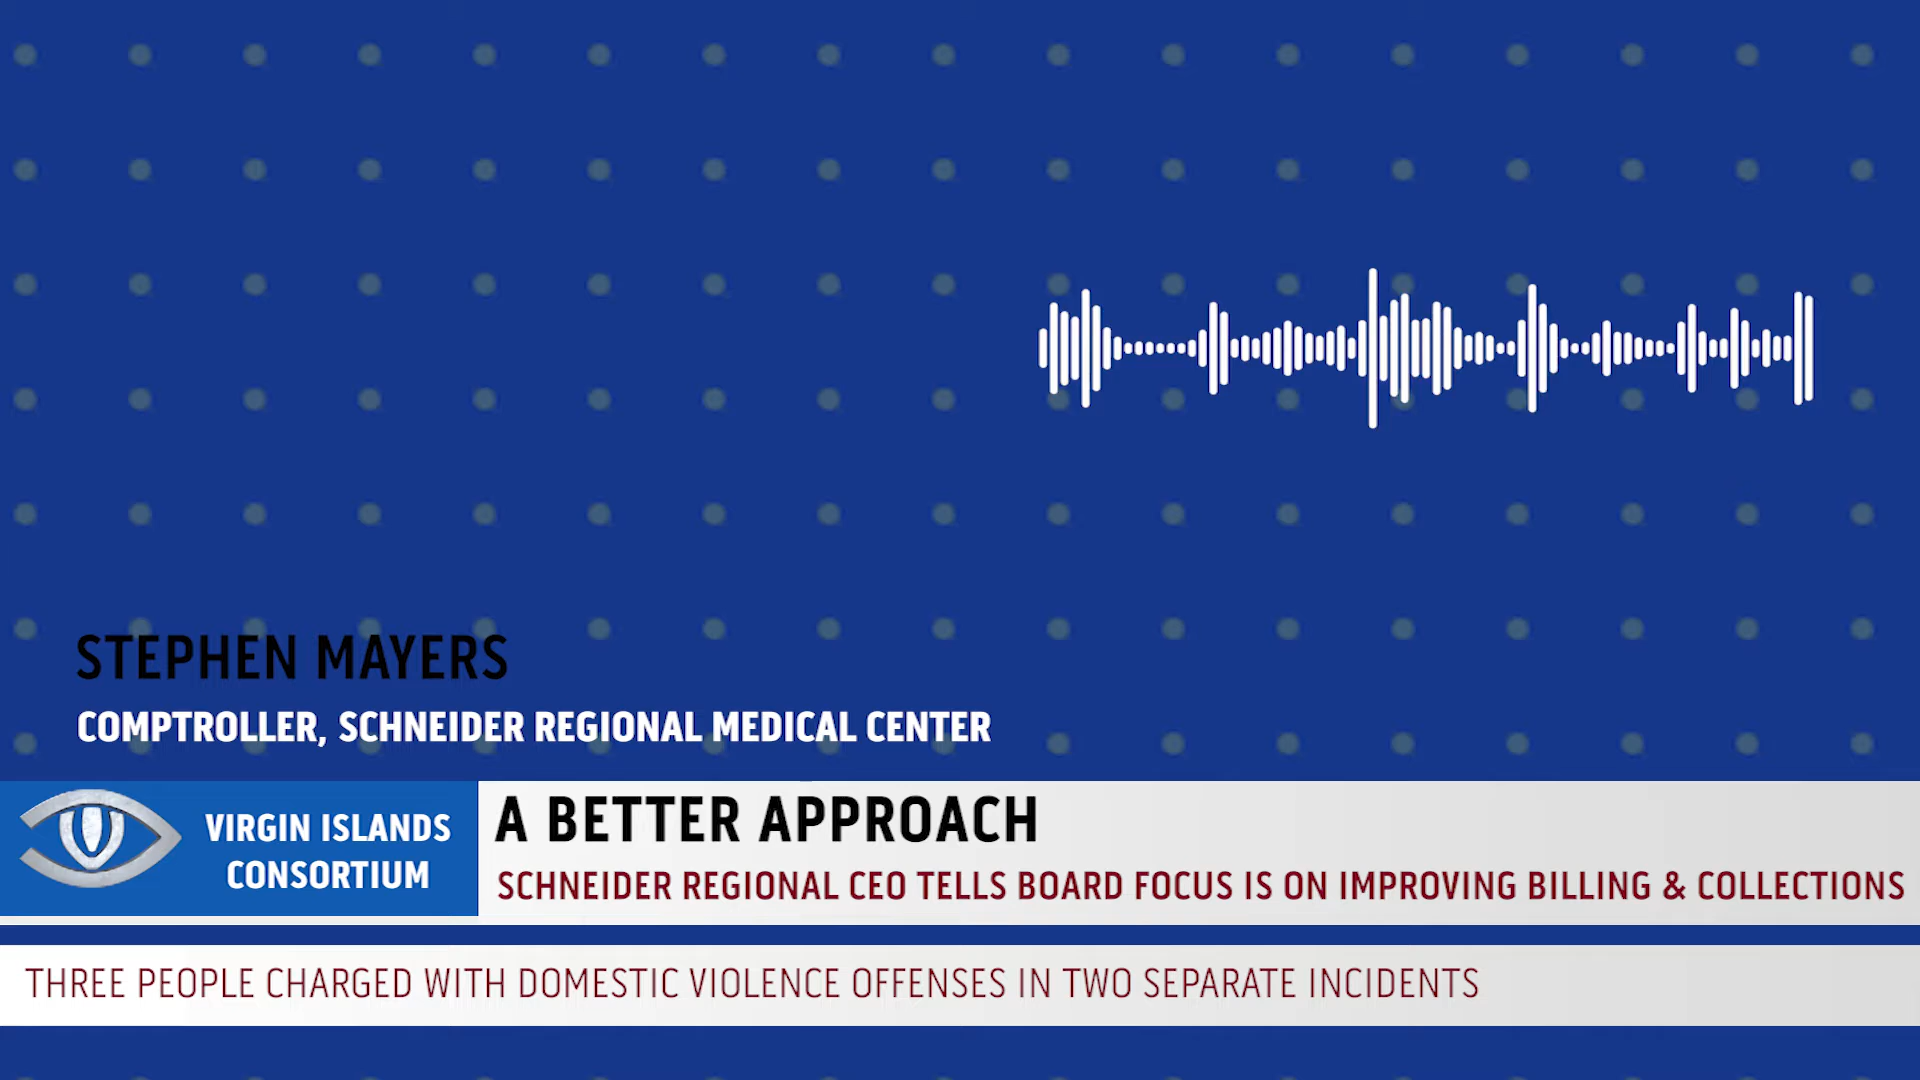 STEPHEN MAYERS
COMPTROLLER, SCHNEIDER REGIONAL MEDICAL CENTER
VIRGIN ISLANDS
CONSORTIUM
A BETTER APPROACH
SCHNEIDER REGIONAL CEO TELLS BOARD FOCUS IS ON IMPROVING BILLING & COLLECTIONS
THREE PEOPLE CHARGED WITH DOMESTIC VIOLENCE OFFENSES IN TWO SEPARATE INCIDENTS